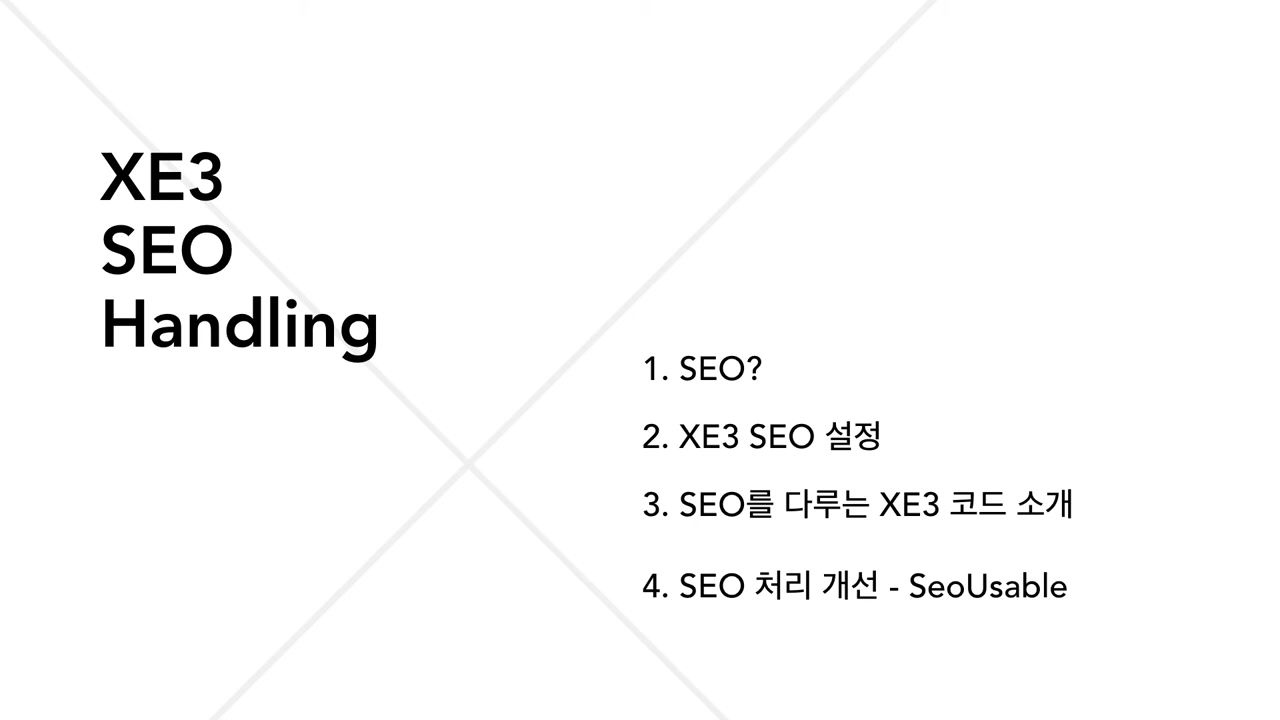 XE3
SEO
Handling
1. SEO?
2. XE3 SEO 설정
3. SEO를 다루는 XE3 코드 소개
4. SEO 처리 개선 - SeoUsable